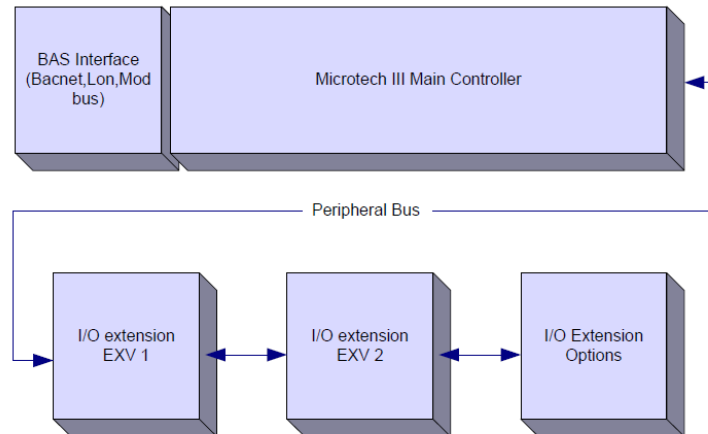 BAS Interface
(Bacnet,Lon,Mod
bus)
Microtech III Main Controller
Peripheral Bus
I/O extension
EXV 1
I/O extension
EXV 2
I/O Extension
Options